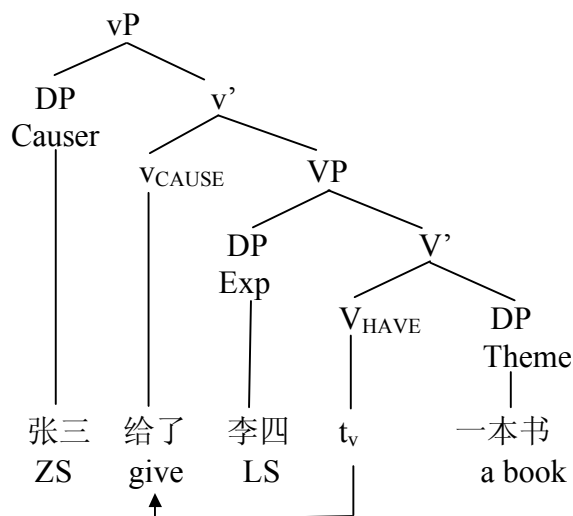 vP
DP v’
Causer
vCAUSE VP
DP V’
Exp
VHAVE DP
Theme
张三 给了 李四 tv 一本书
ZS give LS a book